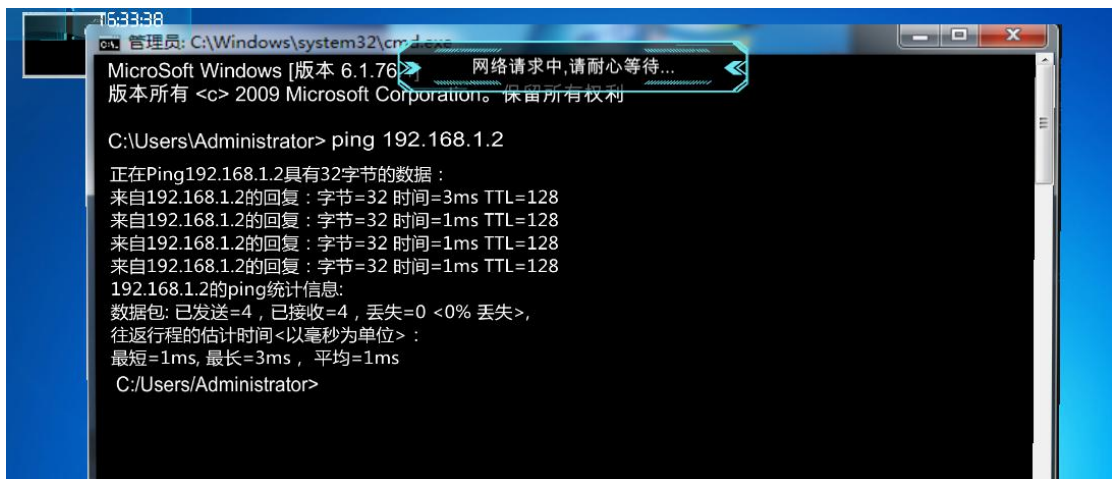 16:33:38
管理员: C:\Windows\system32\cmd.exe
网络请求中,请耐心等待...
MicroSoft Windows [版本 6.1.76
版本所有 <c> 2009 Microsoft Corporation。保留所有权利
C:\Users\Administrator> ping 192.168.1.2
正在Ping192.168.1.2具有32字节的数据：
来自192.168.1.2的回复：字节=32 时间=3ms TTL=128
来自192.168.1.2的回复：字节=32 时间=1ms TTL=128
来自192.168.1.2的回复：字节=32 时间=1ms TTL=128
来自192.168.1.2的回复：字节=32 时间=1ms TTL=128
192.168.1.2的ping统计信息:
数据包: 已发送=4，已接收=4，丢失=0 <0% 丢失>,
往返行程的估计时间<以毫秒为单位>：
最短=1ms, 最长=3ms，平均=1ms
C:/Users/Administrator>